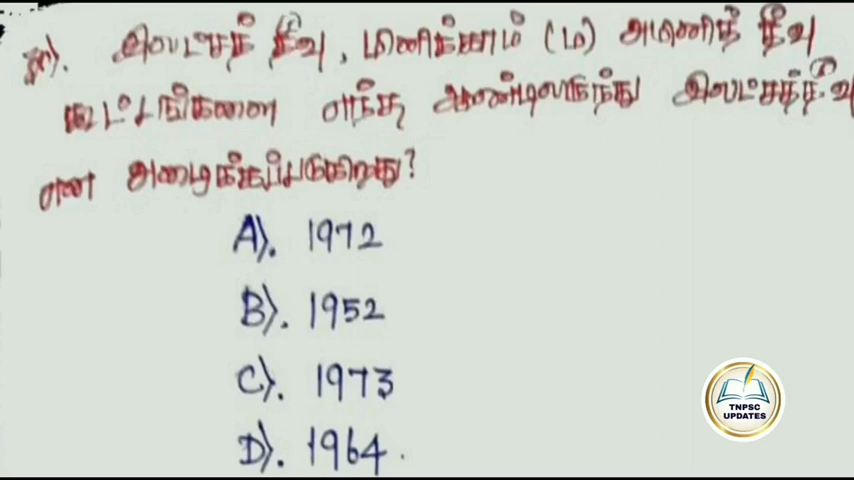 லட்சத் தீவு, மினிக்காய் (ம) அமினித் தீவு
கூட்டங்களை எந்த ஆண்டிலிருந்து இலட்சத்தீவு
என அழைக்கப்படுகிறது?
A). 1972
B). 1952
C). 1973
D). 1964.
TNPSC
UPDATES